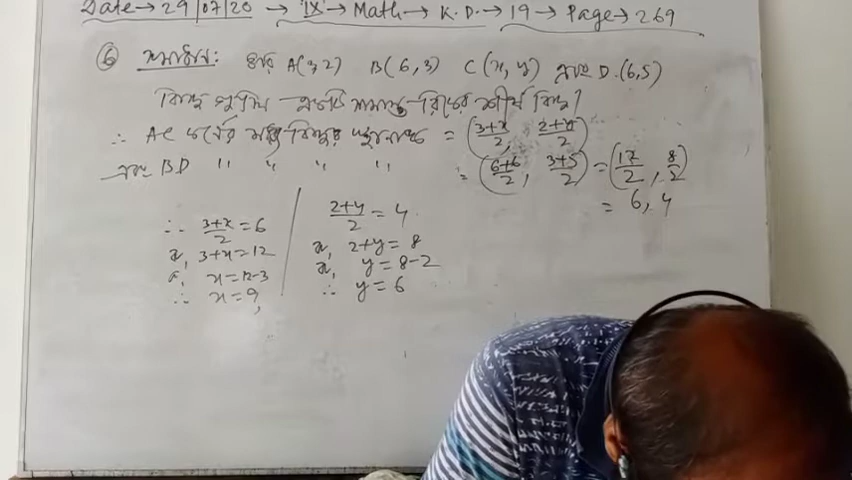 Date → 29/07/20 → IX → Math → K.D. → 19 → Page → 269
⑥ সমাধান: ধরি A(3,2) B(6,3) C(x, y) এবং D.(6,5)
বিন্দু একটি সামান্তরিকের শীর্ষ বিন্দু।
∴ AC কর্ণের মধ্যবিন্দুর স্থানাঙ্ক = (3+x/2, 2+y/2)
এবং BD " " " " = (6+6/2, 3+5/2) = (12/2, 8/2)
= 6, 4
∴ 3+x/2 = 6
বা, 3+x = 12
বা, x = 12-3
∴ x = 9,
2+y/2 = 4
বা, 2+y = 8
বা, y = 8-2
∴ y = 6